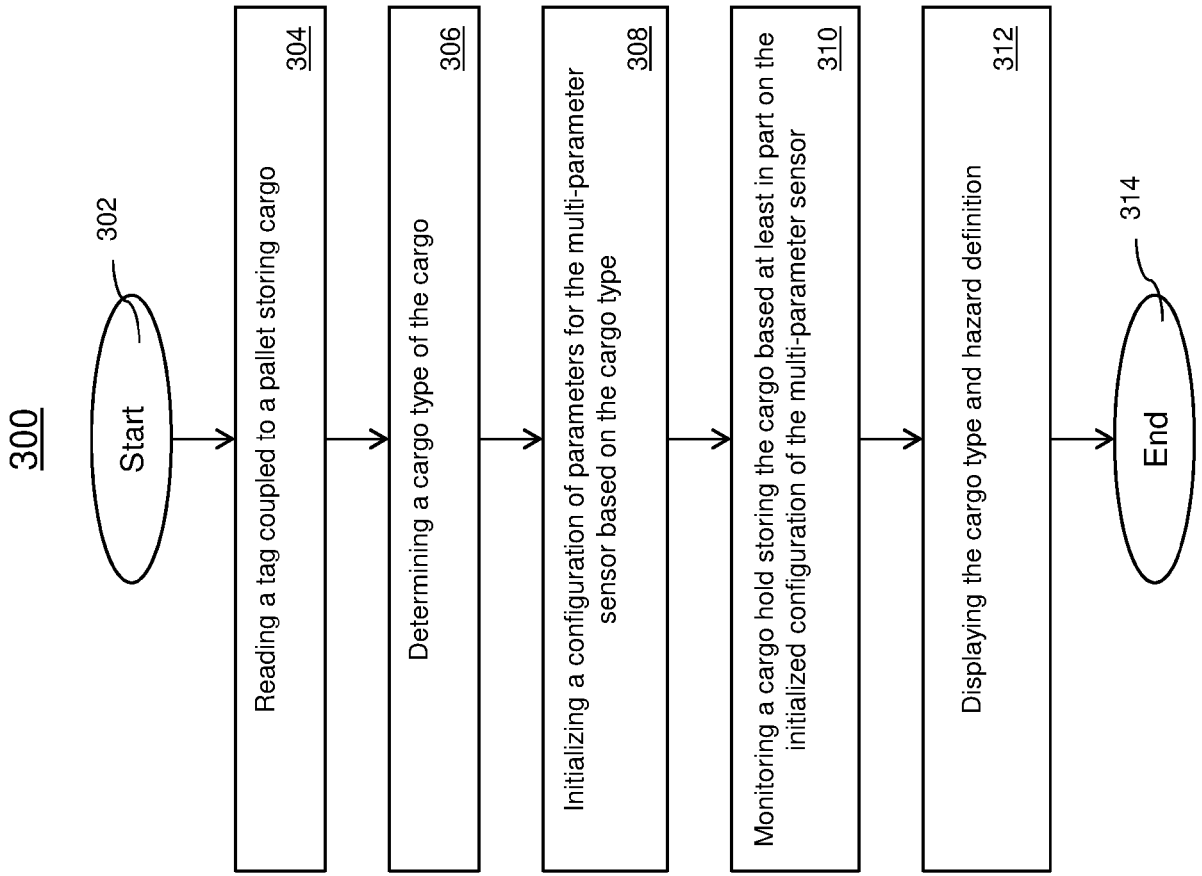 300
Start
302
Reading a tag coupled to a pallet storing cargo
304
Determining a cargo type of the cargo
306
Initializing a configuration of parameters for the multi-parameter
sensor based on the cargo type
308
Monitoring a cargo hold storing the cargo based at least in part on the
initialized configuration of the multi-parameter sensor
310
Displaying the cargo type and hazard definition
312
End
314